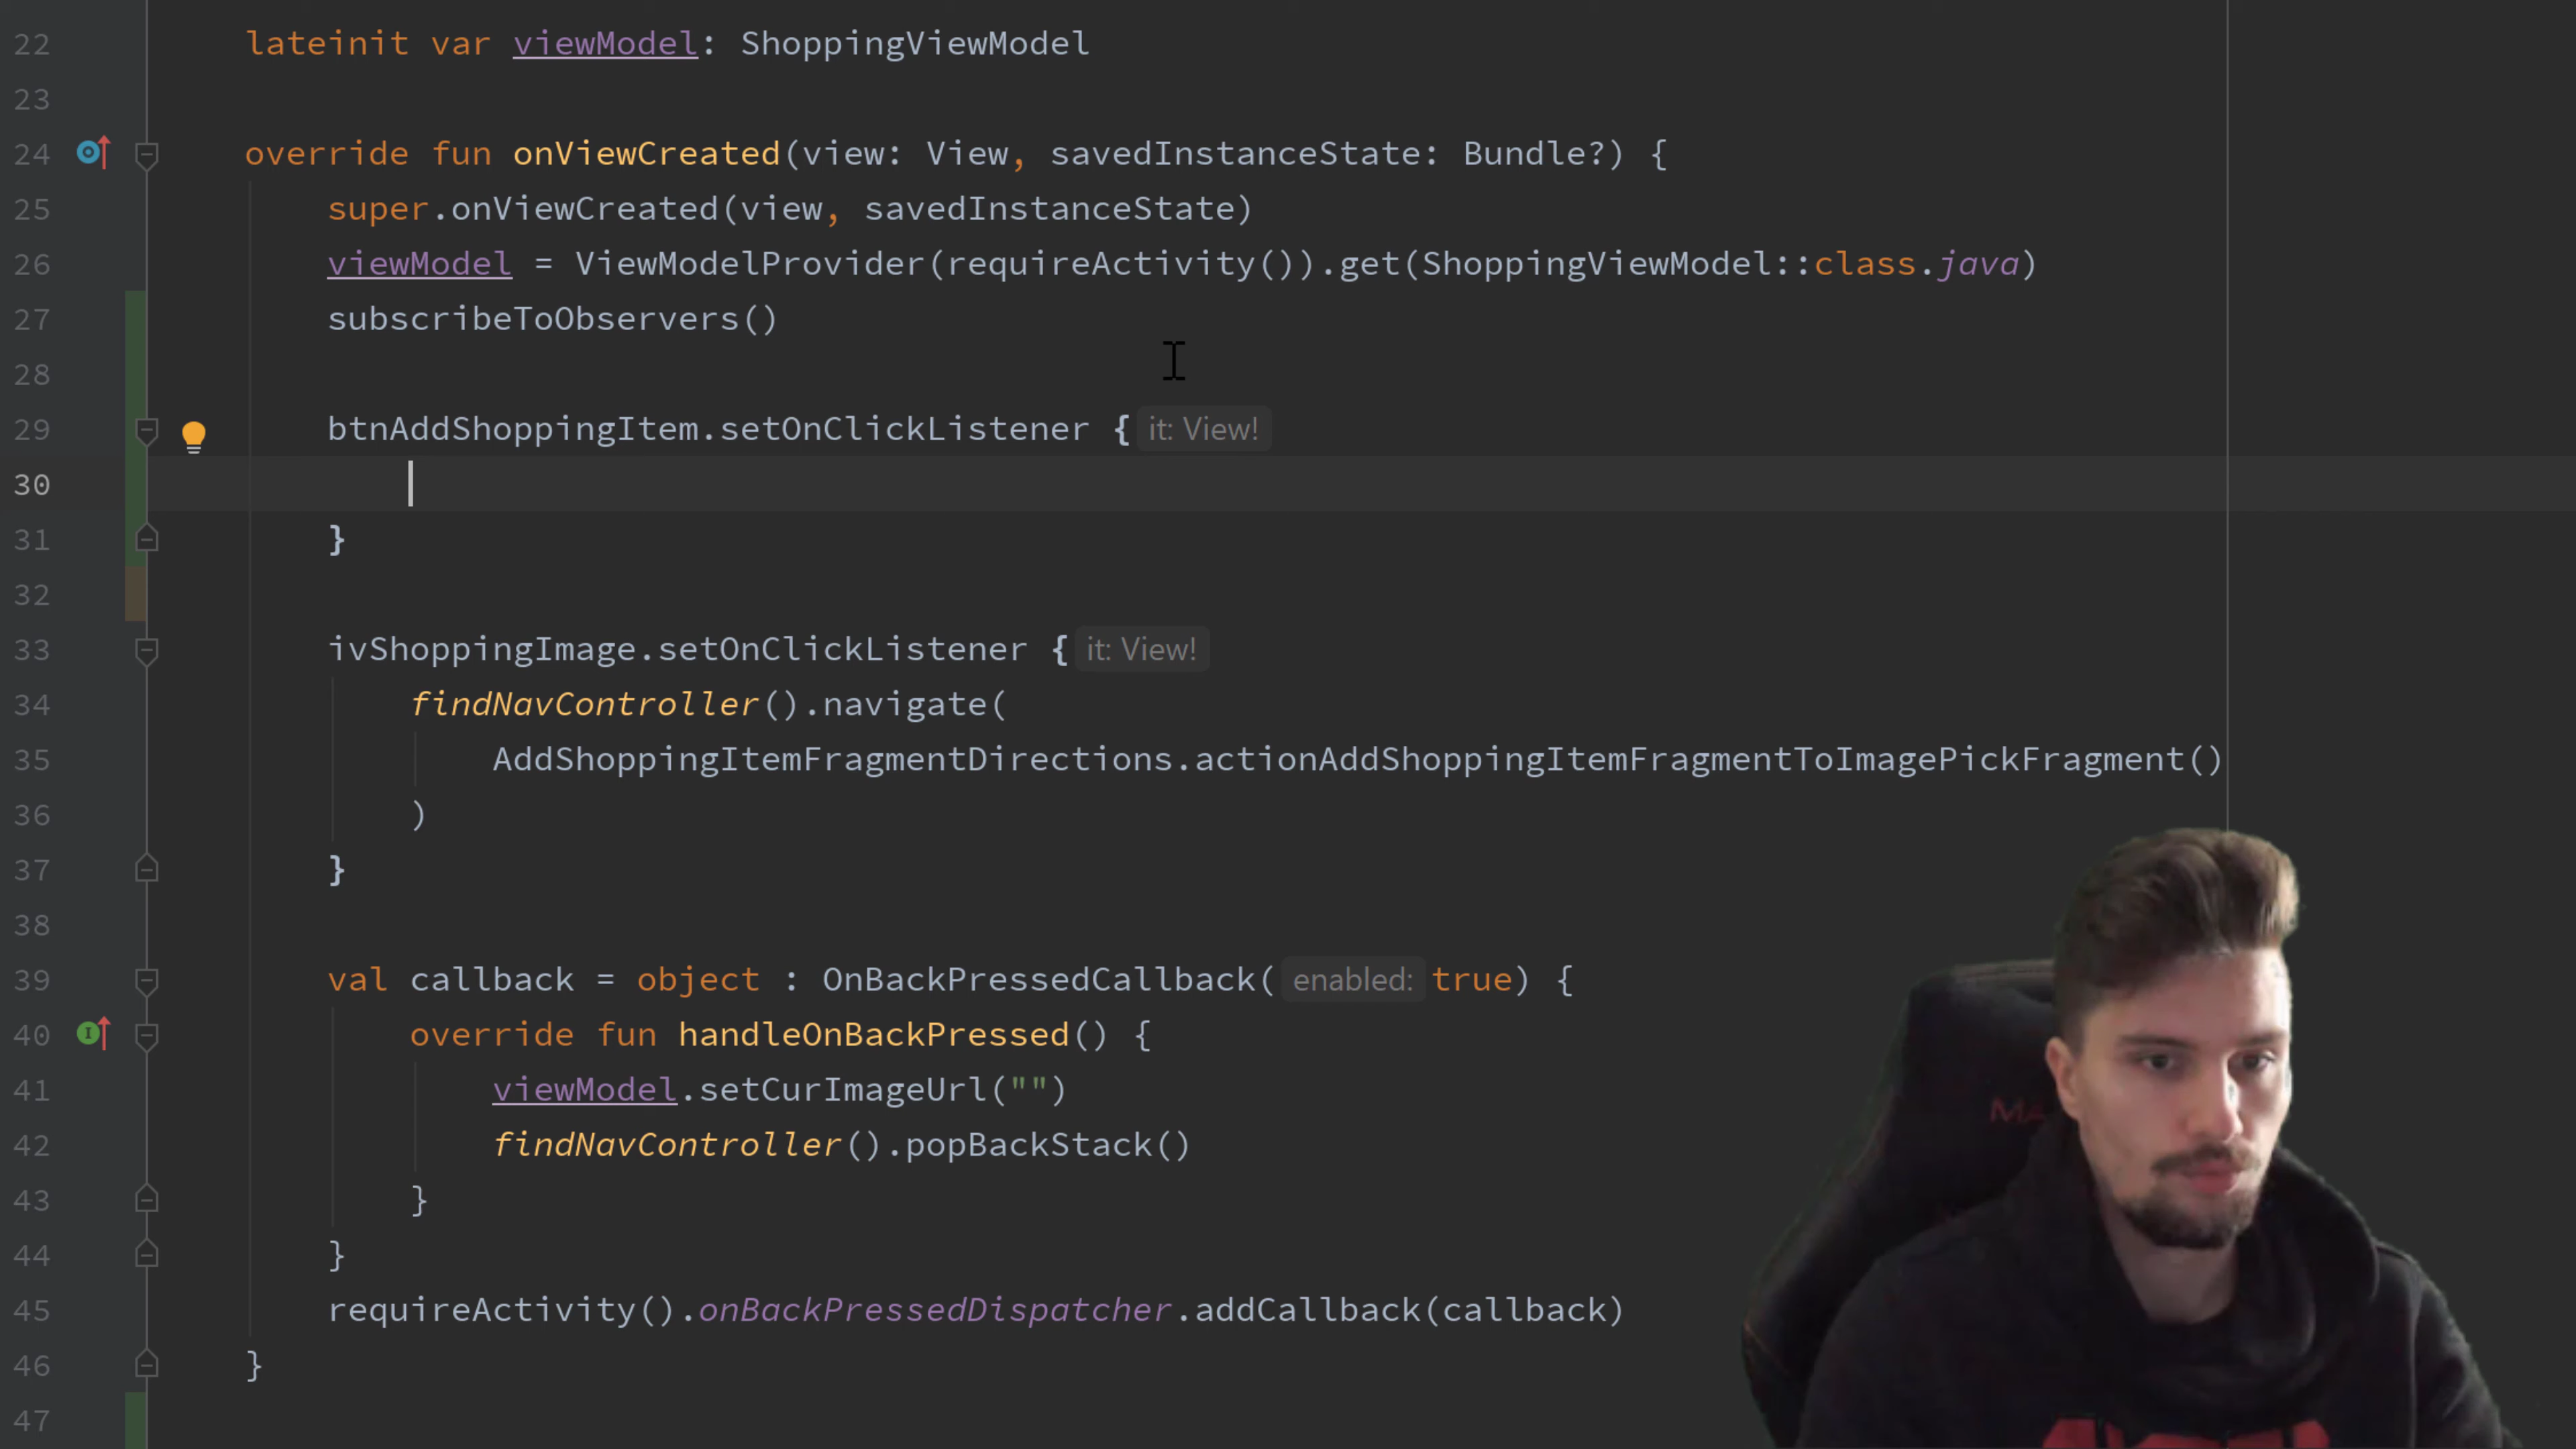 22 lateinit var viewModel: ShoppingViewModel
23
24 override fun onViewCreated(view: View, savedInstanceState: Bundle?) {
25 super.onViewCreated(view, savedInstanceState)
26 viewModel = ViewModelProvider(requireActivity()).get(ShoppingViewModel::class.java)
27 subscribeToObservers()
28
29 btnAddShoppingItem.setOnClickListener { it: View!
30
31 }
32
33 ivShoppingImage.setOnClickListener { it: View!
34 findNavController().navigate(
35 AddShoppingItemFragmentDirections.actionAddShoppingItemFragmentToImagePickFragment()
36 )
37 }
38
39 val callback = object : OnBackPressedCallback( enabled: true) {
40 override fun handleOnBackPressed() {
41 viewModel.setCurImageUrl("")
42 findNavController().popBackStack()
43 }
44 }
45 requireActivity().onBackPressedDispatcher.addCallback(callback)
46 }
47